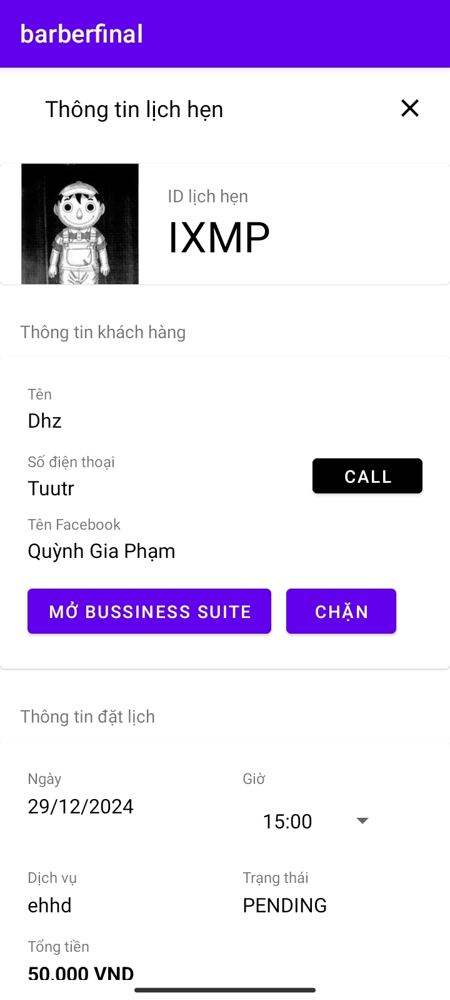 barberfinal
Thông tin lịch hẹn
ID lịch hẹn
IXMP
Thông tin khách hàng
Tên
Dhz
Số điện thoại
Tuutr
CALL
Tên Facebook
Quỳnh Gia Phạm
MỞ BUSSINESS SUITE
CHẶN
Thông tin đặt lịch
Ngày
Giờ
29/12/2024
15:00
Dịch vụ
Trạng thái
ehhd
PENDING
Tổng tiền
50.000 VND